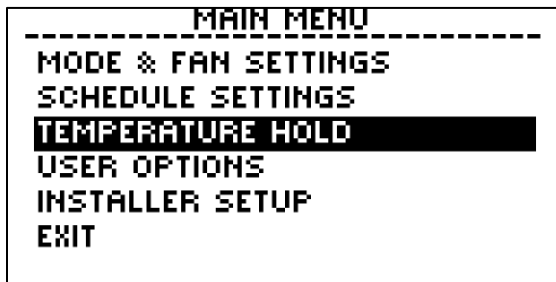 MAIN MENU
MODE & FAN SETTINGS
SCHEDULE SETTINGS
TEMPERATURE HOLD
USER OPTIONS
INSTALLER SETUP
EXIT